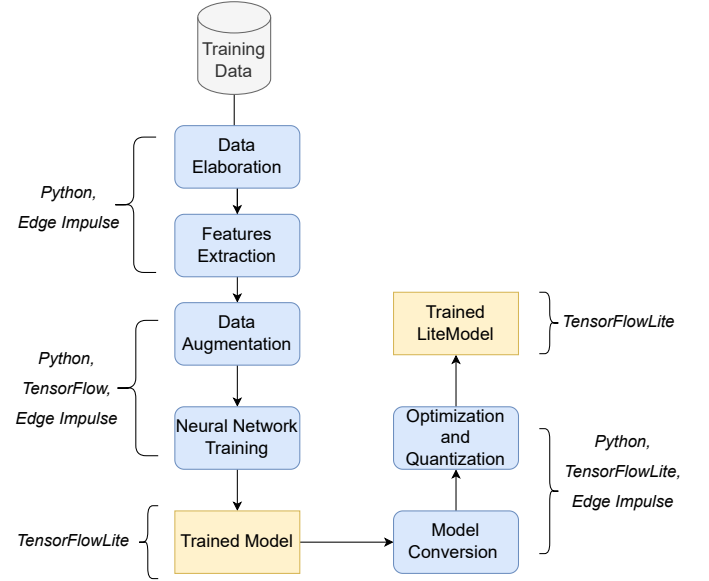 Training
Data
Data
Elaboration
Python,
Edge Impulse
Features
Extraction
Data
Augmentation
Python,
TensorFlow,
Edge Impulse
Neural Network
Training
TensorFlowLite
Trained Model
Model
Conversion
Optimization
and
Quantization
Python,
TensorFlowLite,
Edge Impulse
Trained
LiteModel
TensorFlowLite